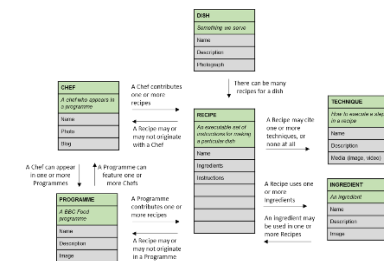 DISH
Something we serve
Name
Description
Photograph
There can be many
recipes for a dish
CHEF
A chef who appears in
a programme
Name
Photo
Blog
A Chef contributes
one or more
recipes
A Recipe may or
may not originate
with a Chef
RECIPE
An executable set of
instructions for making
a particular dish
Name
Ingredients
Instructions
A Recipe may cite
one or more
techniques, or
none at all
TECHNIQUE
How to execute a step
in a recipe
Name
Description
Media (image, video)
A Chef can appear
in one or more
Programmes
A Programme can
feature one or
more Chefs
PROGRAMME
A BBC Food
programme
Name
Description
Image
A Programme
contributes one or
more recipes
A Recipe may or
may not originate
in a Programme
A Recipe uses one
or more
Ingredients
An Ingredient may
be used in one or
more Recipes
INGREDIENT
An ingredient
Name
Description
Image